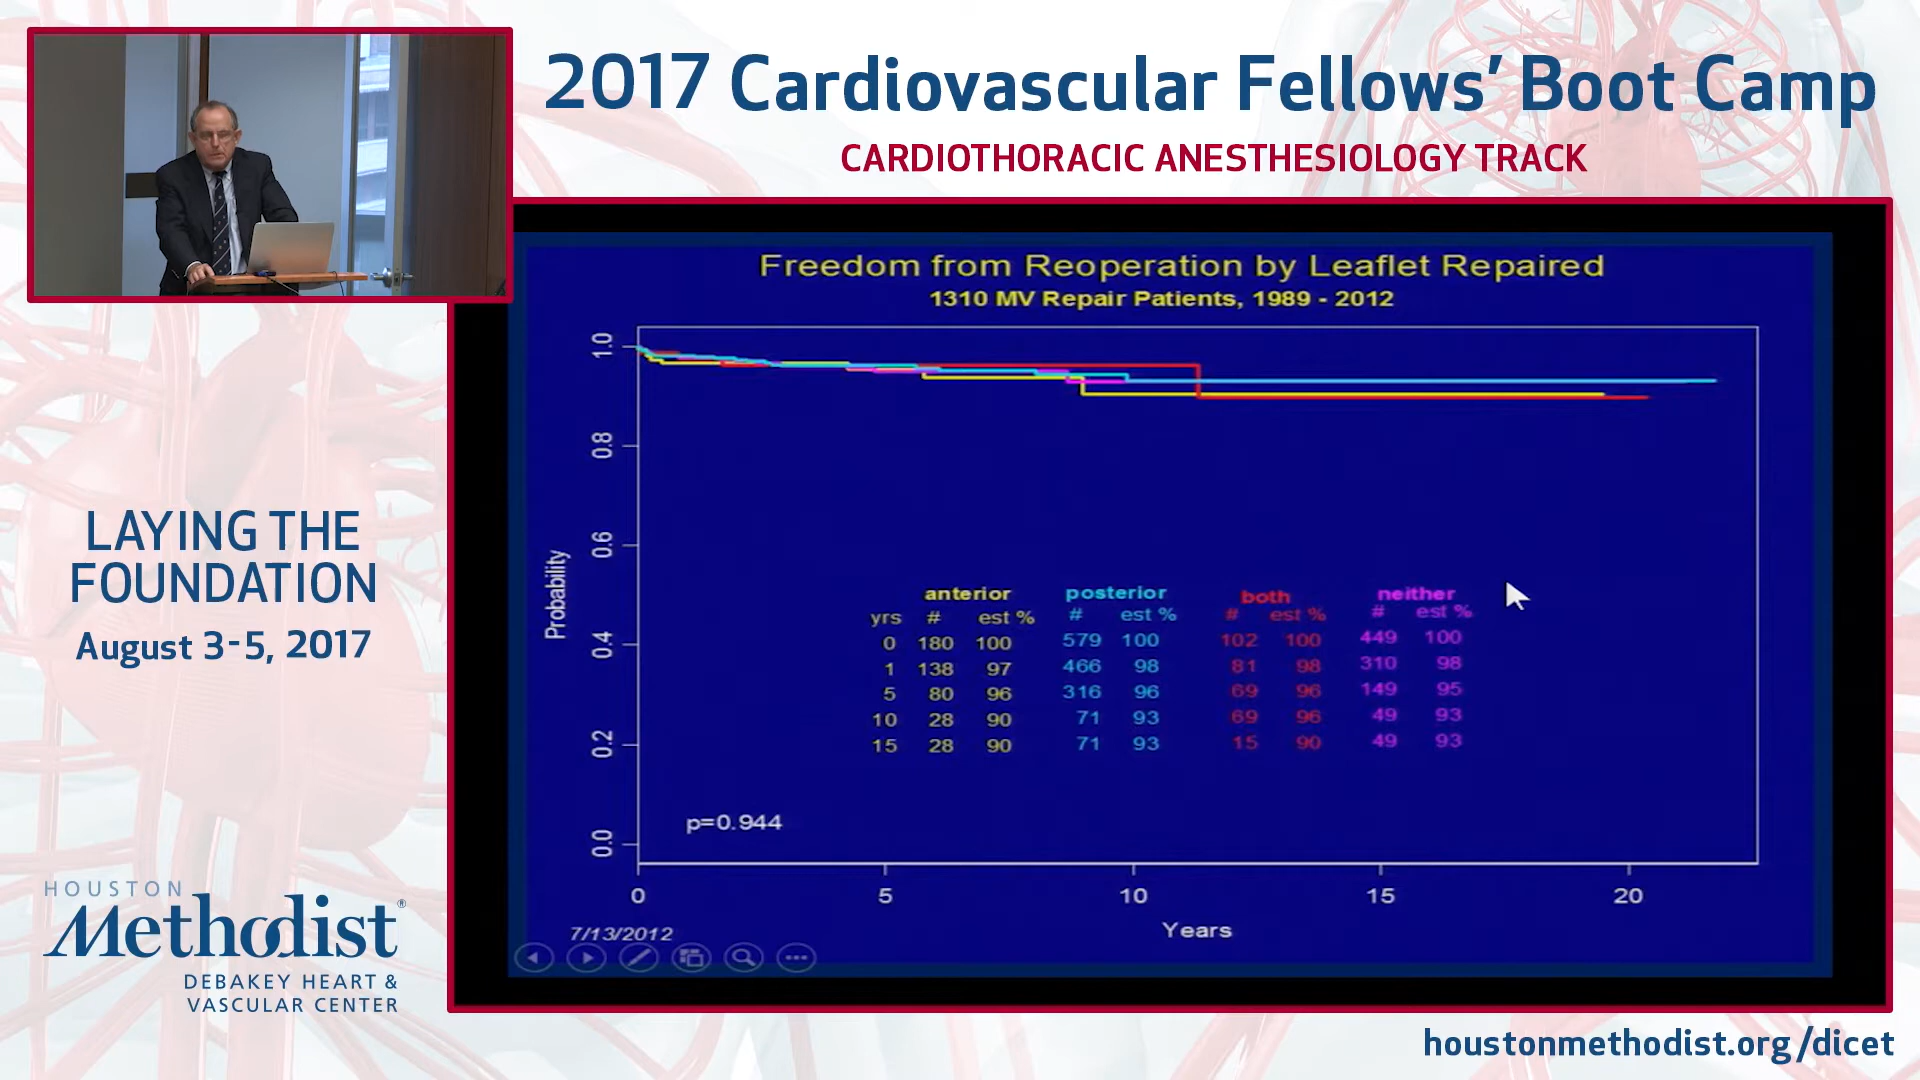 2017 Cardiovascular Fellows' Boot Camp
CARDIOTHORACIC ANESTHESIOLOGY TRACK
Freedom from Reoperation by Leaflet Repaired
1310 MV Repair Patients, 1989 - 2012
1.0
0.8
0.6
0.4
0.2
0.0
Probability
anterior posterior both neither
yrs # est % # est % # est % # est %
0 180 100 579 100 102 100 449 100
1 138 97 466 98 81 98 310 98
5 80 96 316 96 69 96 149 95
10 28 90 71 93 69 96 49 93
15 28 90 71 93 15 90 49 93
p=0.944
0 5 10 15 20
Years
7/13/2012
LAYING THE
FOUNDATION
August 3-5, 2017
HOUSTON
Methodist®
DEBAKEY HEART &
VASCULAR CENTER
houstonmethodist.org/dicet